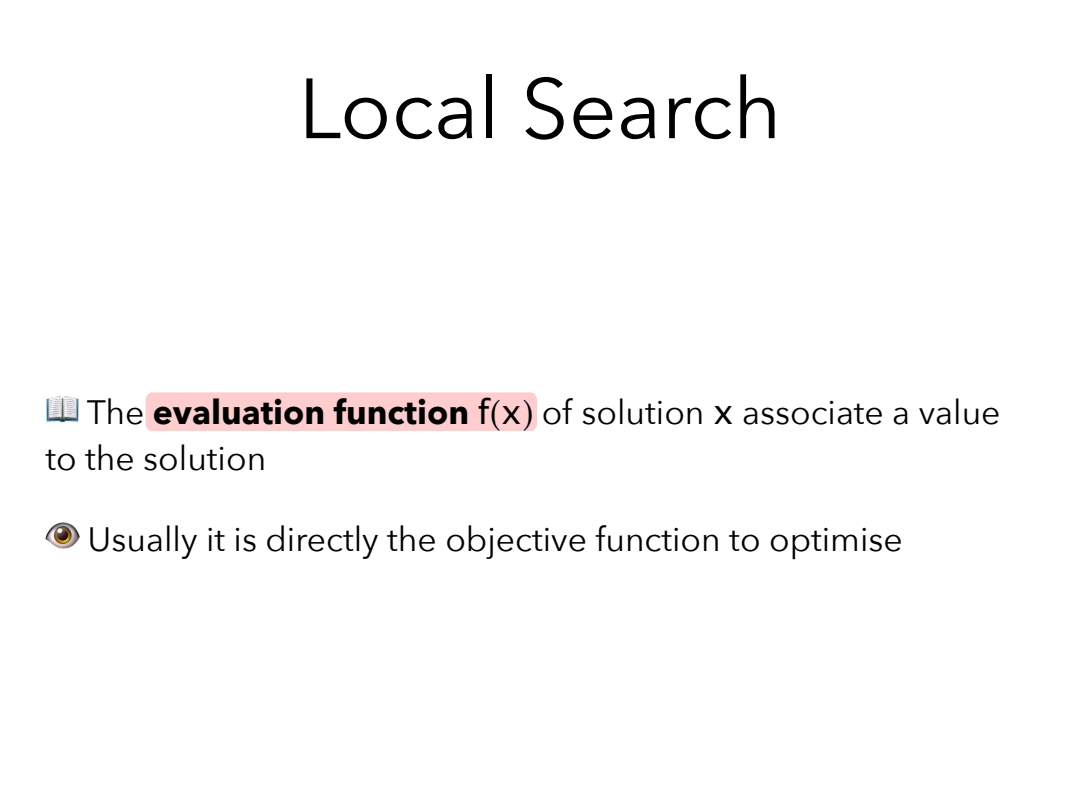 Local Search
📖 The evaluation function f(x) of solution x associate a value
to the solution
👁 Usually it is directly the objective function to optimise